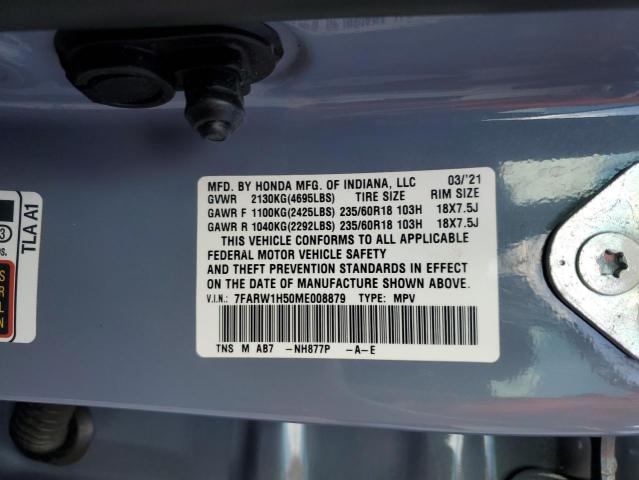 MFD. BY HONDA MFG. OF INDIANA, LLC 03/'21
GVWR 2130KG(4695LBS) TIRE SIZE RIM SIZE
GAWR F 1100KG(2425LBS) 235/60R18 103H 18X7.5J
GAWR R 1040KG(2292LBS) 235/60R18 103H 18X7.5J
THIS VEHICLE CONFORMS TO ALL APPLICABLE
FEDERAL MOTOR VEHICLE SAFETY
AND THEFT PREVENTION STANDARDS IN EFFECT
ON THE DATE OF MANUFACTURE SHOWN ABOVE.
V.I.N.: 7FARW1H50ME008879 TYPE: MPV
TNS M AB7 -NH877P -A-E
TLA A1
3